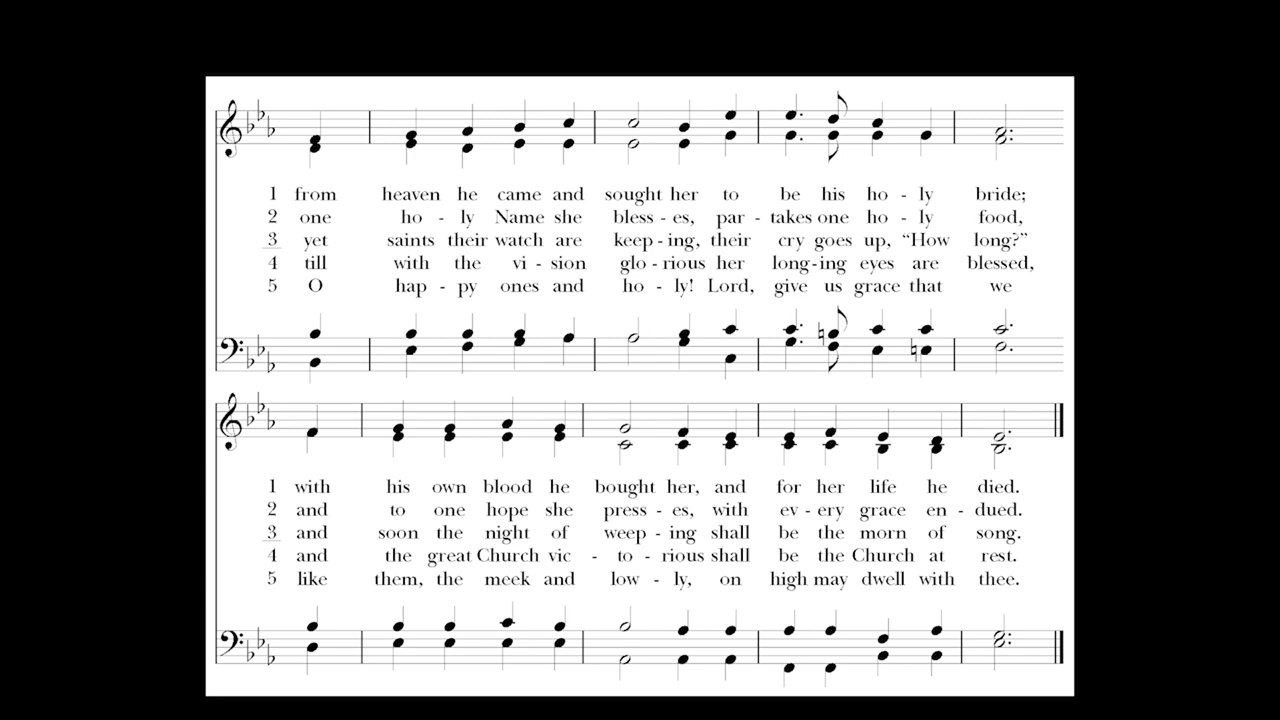 1 from heaven he came and sought her to be his ho - ly bride;
2 one ho - ly Name she bless - es, par - takes one ho - ly food,
3 yet saints their watch are keep - ing, their cry goes up, “How long?”
4 till with the vi - sion glo - rious her long - ing eyes are blessed,
5 O hap - py ones and ho - ly! Lord, give us grace that we
1 with his own blood he bought her, and for her life he died.
2 and to one hope she press - es, with ev - ery grace en - dued.
3 and soon the night of weep - ing shall be the morn of song.
4 and the great Church vic - to - rious shall be the Church at rest.
5 like them, the meek and low - ly, on high may dwell with thee.